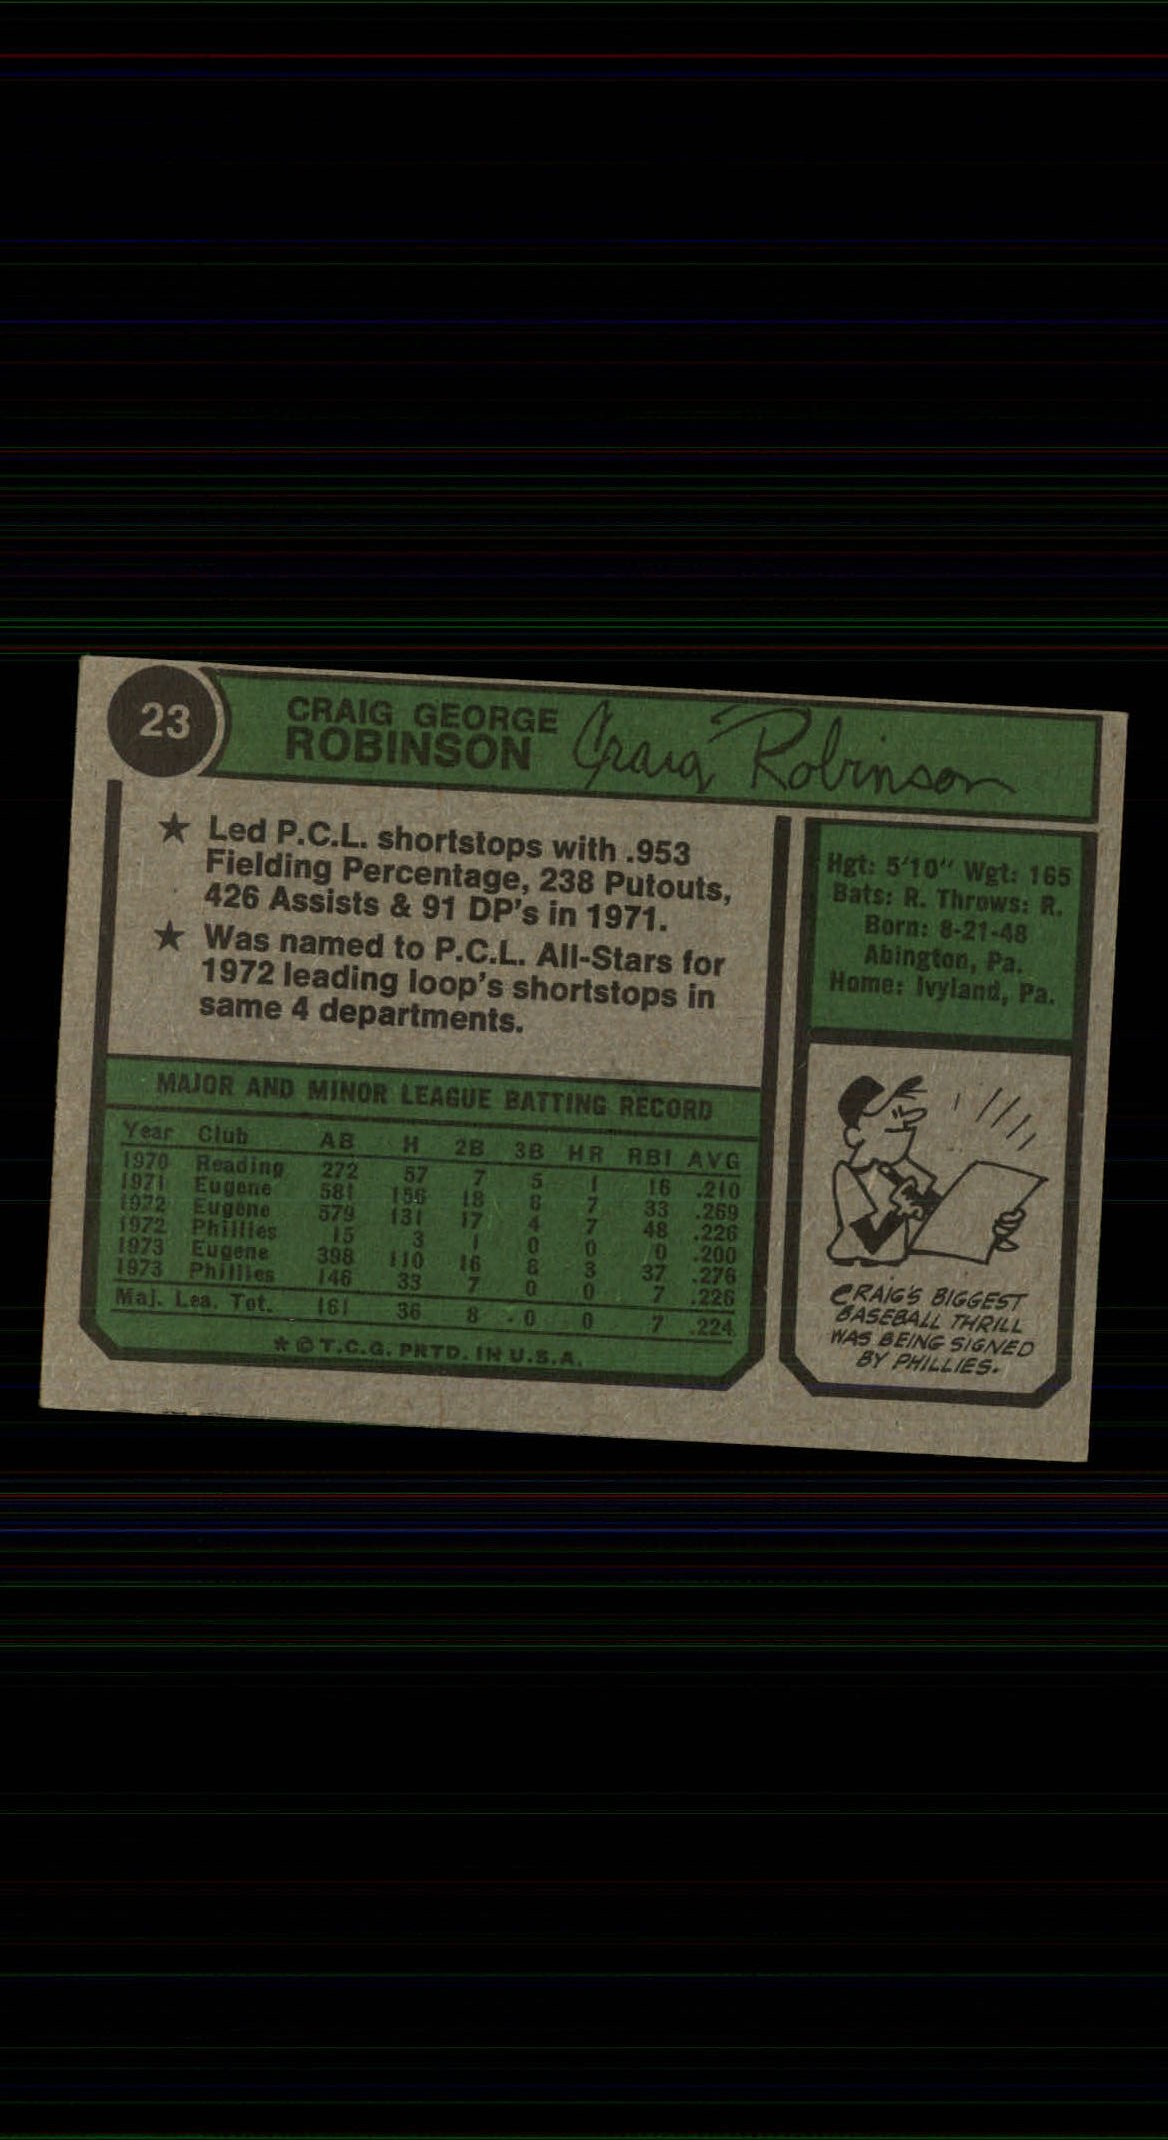 23
CRAIG GEORGE
ROBINSON
Craig Robinson
★ Led P.C.L. shortstops with .953
Fielding Percentage, 238 Putouts,
426 Assists & 91 DP's in 1971.
★ Was named to P.C.L. All-Stars for
1972 leading loop's shortstops in
same 4 departments.
Hgt: 5'10" Wgt: 165
Bats: R. Throws: R.
Born: 8-21-48
Abington, Pa.
Home: Ivyland, Pa.
MAJOR AND MINOR LEAGUE BATTING RECORD
Year Club AB H 2B 3B HR RBI AVG
1970 Reading 272 57 7 5 1 16 .210
1971 Eugene 581 156 18 6 7 33 .269
1972 Eugene 579 131 17 4 7 48 .226
1972 Phillies 15 3 1 0 0 0 .200
1973 Eugene 398 110 16 8 3 37 .276
1973 Phillies 146 33 7 0 0 7 .226
Maj. Lea. Tot. 161 36 8 0 0 7 .224
★ © T.C.G. PRTD. IN U.S.A.
CRAIG'S BIGGEST
BASEBALL THRILL
WAS BEING SIGNED
BY PHILLIES.